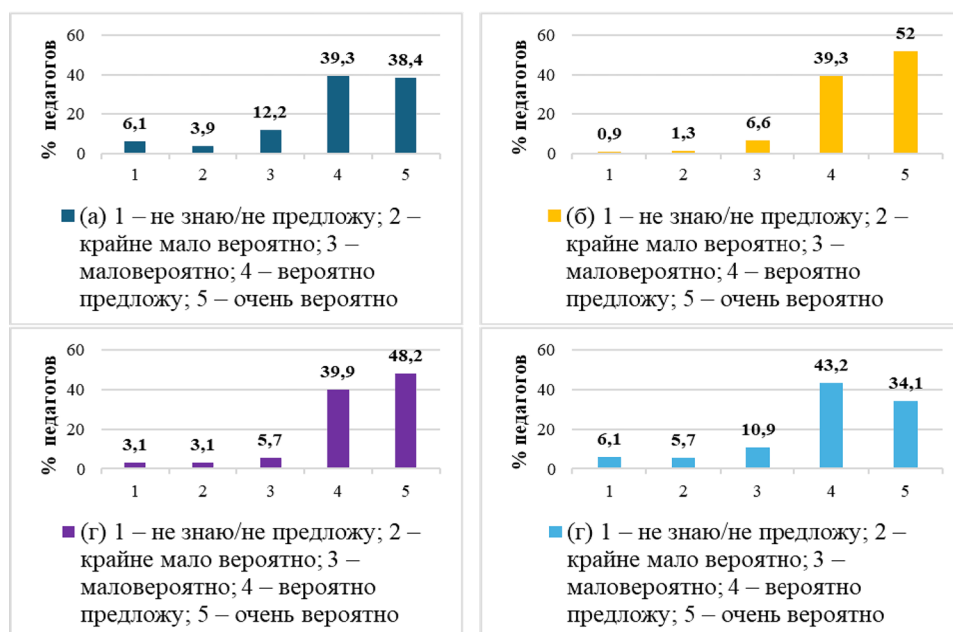 % педагогов
60
40
20
0
6,1
3,9
12,2
39,3
38,4
1 2 3 4 5
(а) 1 – не знаю/не предложу; 2 –
крайне мало вероятно; 3 –
маловероятно; 4 – вероятно
предложу; 5 – очень вероятно
% педагогов
60
40
20
0
0,9
1,3
6,6
39,3
52
1 2 3 4 5
(б) 1 – не знаю/не предложу; 2 –
крайне мало вероятно; 3 –
маловероятно; 4 – вероятно
предложу; 5 – очень вероятно
% педагогов
60
40
20
0
3,1
3,1
5,7
39,9
48,2
1 2 3 4 5
(г) 1 – не знаю/не предложу; 2 –
крайне мало вероятно; 3 –
маловероятно; 4 – вероятно
предложу; 5 – очень вероятно
% педагогов
60
40
20
0
6,1
5,7
10,9
43,2
34,1
1 2 3 4 5
(г) 1 – не знаю/не предложу; 2 –
крайне мало вероятно; 3 –
маловероятно; 4 – вероятно
предложу; 5 – очень вероятно